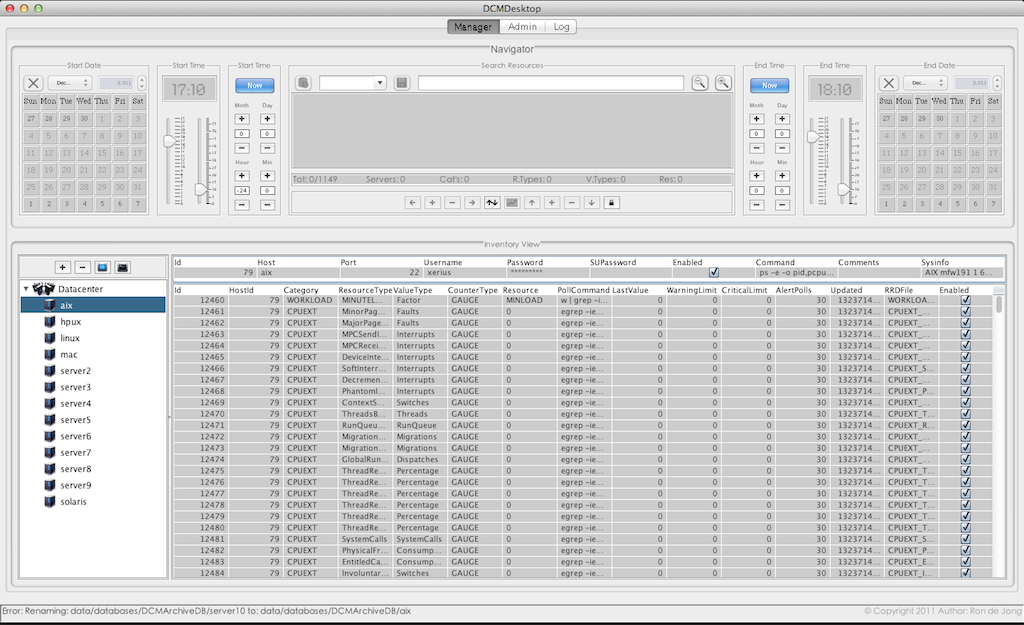 DCMDesktop
Manager Admin Log
Navigator
Start Date Start Time Start Time Search Resources End Time End Time End Date
Dec... 2.011 17:10 Now Now 18:10 Dec... 2.011
Sun Mon Tue Wed Thu Fri Sat
27 28 29 30 1 2 3
4 5 6 7 8 9 10
11 12 13 14 15 16 17
18 19 20 21 22 23 24
25 26 27 28 29 30 31
1 2 3 4 5 6 7
Mnth Day
+ +
0 0
- -
Hour Min
+ +
-24 0
- -
Tot: 0/1149 Servers: 0 Cat's: 0 R.Types: 0 V.Types: 0 Res: 0
Mnth Day
+ +
0 0
- -
Hour Min
+ +
0 0
- -
Sun Mon Tue Wed Thu Fri Sat
27 28 29 30 1 2 3
4 5 6 7 8 9 10
11 12 13 14 15 16 17
18 19 20 21 22 23 24
25 26 27 28 29 30 31
1 2 3 4 5 6 7
Inventory View
Datacenter
aix
hpux
linux
mac
server2
server3
server4
server5
server6
server7
server8
server9
solaris
Id Host Port Username Password SUPassword Enabled Command Comments Sysinfo
79 aix 22 xerius ********* ps -e -o pid,pcpu... AIX mfw191 1 6...
Id HostId Category ResourceType ValueType CounterType Resource PollCommand LastValue WarningLimit CriticalLimit AlertPolls Updated RRDFile Enabled
12460 79 WORKLOAD MINUTEL... Factor GAUGE MINLOAD w | grep -i... 0 0 30 1323714... WORKLOA...
12461 79 CPUEXT MinorPag... Faults GAUGE 0 egrep -ie... 0 0 0 30 1323714... CPUEXT_...
12462 79 CPUEXT MajorPage... Faults GAUGE 0 egrep -ie... 0 0 0 30 1323714... CPUEXT_...
12463 79 CPUEXT MPCSendI... Interrupts GAUGE 0 egrep -ie... 0 0 0 30 1323714... CPUEXT_...
12464 79 CPUEXT MPCRecei... Interrupts GAUGE 0 egrep -ie... 0 0 0 30 1323714... CPUEXT_...
12465 79 CPUEXT DeviceInte... Interrupts GAUGE 0 egrep -ie... 0 0 0 30 1323714... CPUEXT_...
12466 79 CPUEXT SoftInterr... Interrupts GAUGE 0 egrep -ie... 0 0 0 30 1323714... CPUEXT_S...
12467 79 CPUEXT Decremen... Interrupts GAUGE 0 egrep -ie... 0 0 0 30 1323714... CPUEXT_...
12468 79 CPUEXT PhantomI... Interrupts GAUGE 0 egrep -ie... 0 0 0 30 1323714... CPUEXT_P...
12469 79 CPUEXT ContextS... Switches GAUGE 0 egrep -ie... 0 0 0 30 1323714... CPUEXT_...
12470 79 CPUEXT ThreadsB... Threads GAUGE 0 egrep -ie... 0 0 0 30 1323714... CPUEXT_T...
12471 79 CPUEXT RunQueu... RunQueue GAUGE 0 egrep -ie... 0 0 0 30 1323714... CPUEXT_R...
12472 79 CPUEXT Migration... Migrations GAUGE 0 egrep -ie... 0 0 0 30 1323714... CPUEXT_...
12473 79 CPUEXT Migration... Migrations GAUGE 0 egrep -ie... 0 0 0 30 1323714... CPUEXT_...
12474 79 CPUEXT GlobalRun... Dispatches GAUGE 0 egrep -ie... 0 0 0 30 1323714... CPUEXT_...
12475 79 CPUEXT ThreadRe... Percentage GAUGE 0 egrep -ie... 0 0 0 30 1323714... CPUEXT_T...
12476 79 CPUEXT ThreadRe... Percentage GAUGE 0 egrep -ie... 0 0 0 30 1323714... CPUEXT_T...
12477 79 CPUEXT ThreadRe... Percentage GAUGE 0 egrep -ie... 0 0 0 30 1323714... CPUEXT_T...
12478 79 CPUEXT ThreadRe... Percentage GAUGE 0 egrep -ie... 0 0 0 30 1323714... CPUEXT_T...
12479 79 CPUEXT ThreadRe... Percentage GAUGE 0 egrep -ie... 0 0 0 30 1323714... CPUEXT_T...
12480 79 CPUEXT ThreadRe... Percentage GAUGE 0 egrep -ie... 0 0 0 30 1323714... CPUEXT_T...
12481 79 CPUEXT SystemCalls SystemCalls GAUGE 0 egrep -ie... 0 0 0 30 1323714... CPUEXT_S...
12482 79 CPUEXT PhysicalFr... Consump... GAUGE 0 egrep -ie... 0 0 0 30 1323714... CPUEXT_P...
12483 79 CPUEXT EntitledCa... Consump... GAUGE 0 egrep -ie... 0 0 0 30 1323714... CPUEXT_E...
12484 79 CPUEXT Involuntar... Switches GAUGE 0 egrep -ie... 0 0 0 30 1323714... CPUEXT_I...
Error: Renaming: data/databases/DCMArchiveDB/server10 to: data/databases/DCMArchiveDB/aix
© Copyright 2011 Author: Ron de Jong